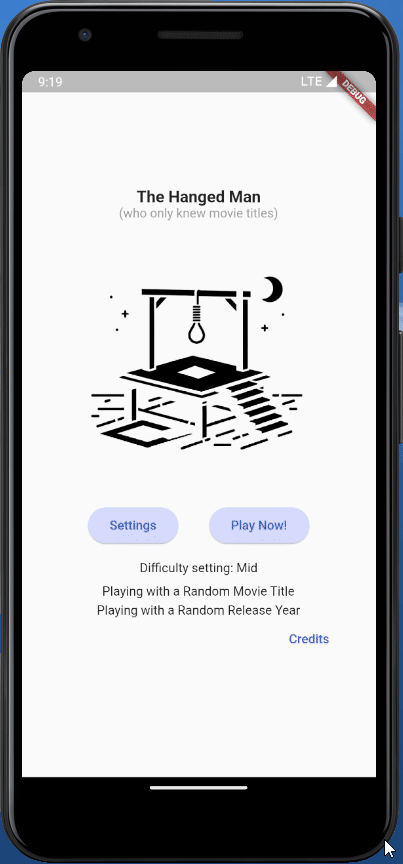 9:19
LTE
DEBUG
The Hanged Man
(who only knew movie titles)
Settings
Play Now!
Difficulty setting: Mid
Playing with a Random Movie Title
Playing with a Random Release Year
Credits